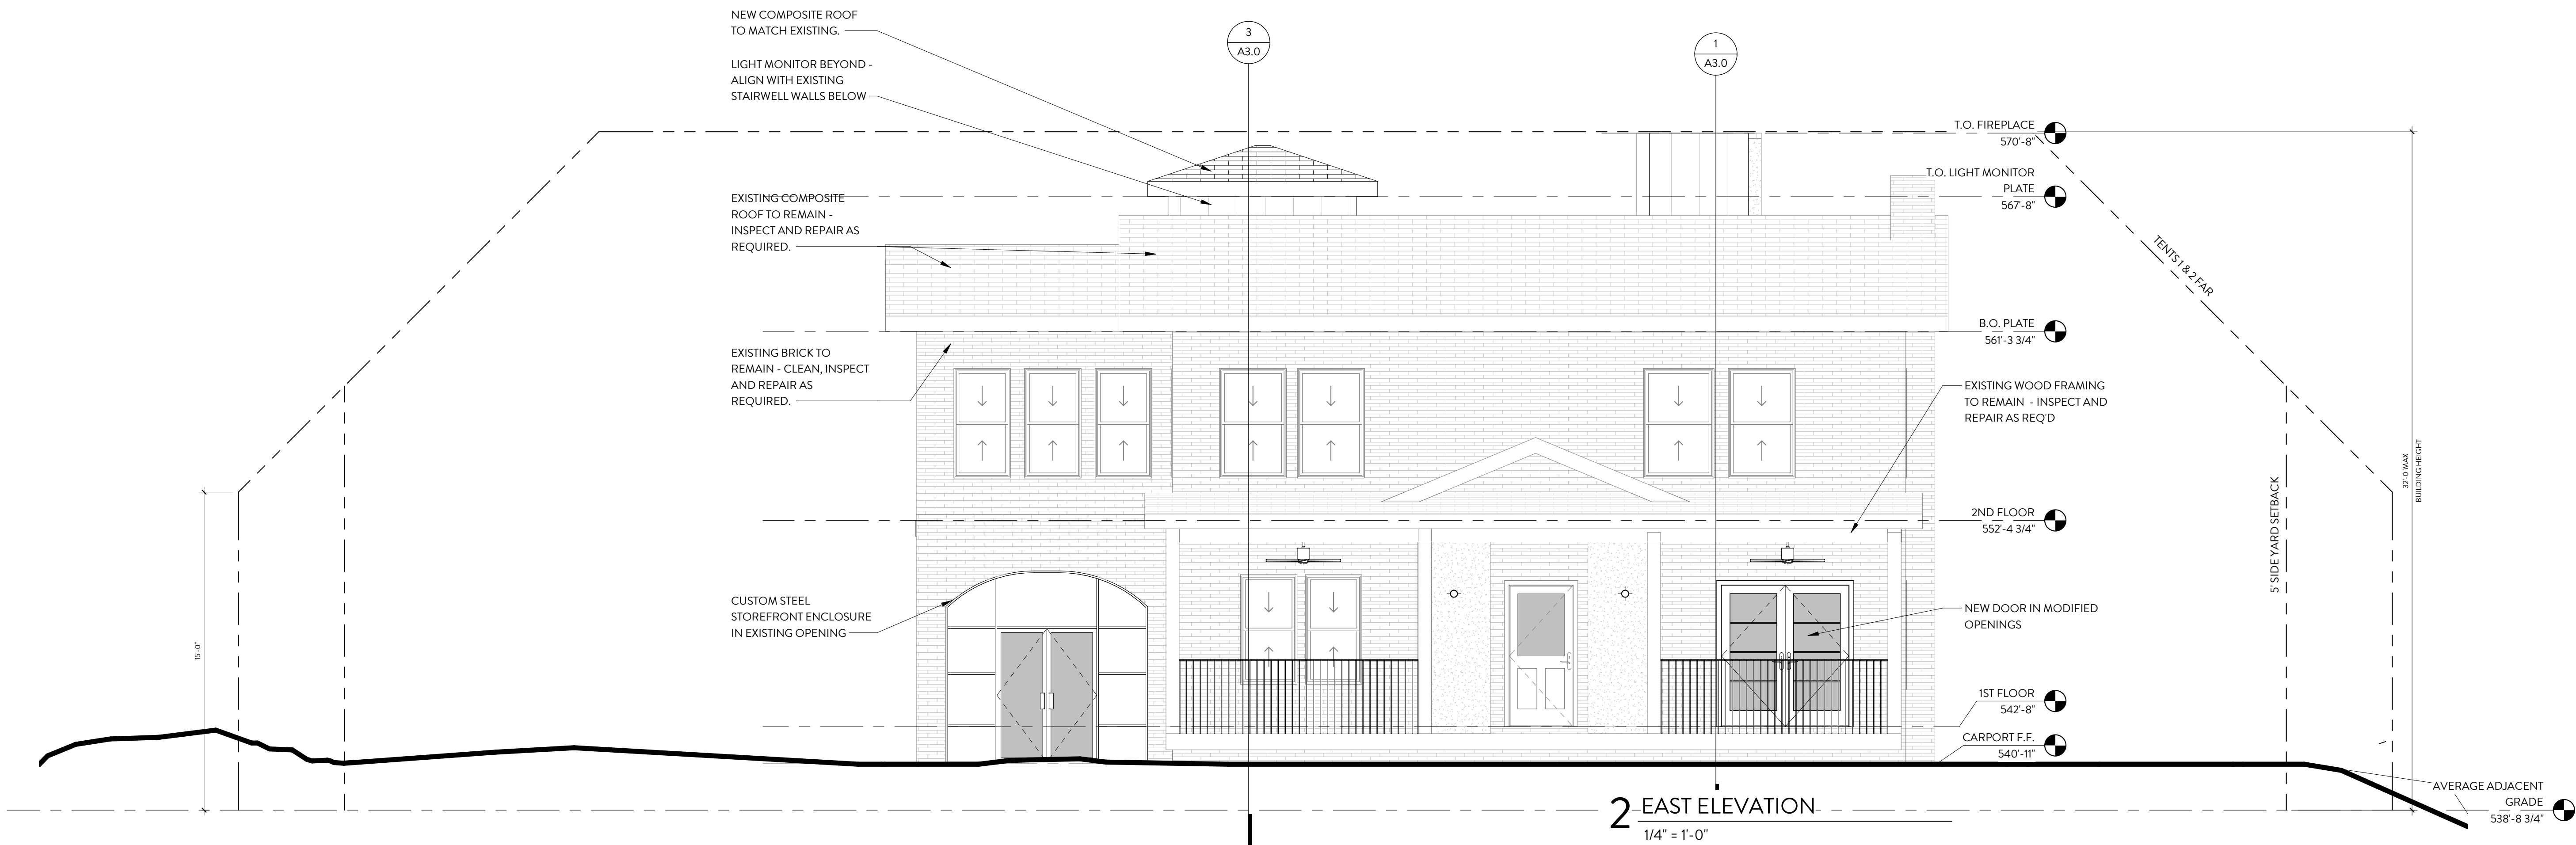 NEW COMPOSITE ROOF
TO MATCH EXISTING.
LIGHT MONITOR BEYOND -
ALIGN WITH EXISTING
STAIRWELL WALLS BELOW
3
A3.0
1
A3.0
T.O. FIREPLACE
570'-8"
T.O. LIGHT MONITOR
PLATE
567'-8"
EXISTING COMPOSITE
ROOF TO REMAIN -
INSPECT AND REPAIR AS
REQUIRED.
TENTS 1 & 2 FAR
B.O. PLATE
561'-3 3/4"
EXISTING BRICK TO
REMAIN - CLEAN, INSPECT
AND REPAIR AS
REQUIRED.
EXISTING WOOD FRAMING
TO REMAIN - INSPECT AND
REPAIR AS REQ'D
32'-0"MAX
BUILDING HEIGHT
5' SIDE YARD SETBACK
2ND FLOOR
552'-4 3/4"
CUSTOM STEEL
STOREFRONT ENCLOSURE
IN EXISTING OPENING
NEW DOOR IN MODIFIED
OPENINGS
15'-0"
1ST FLOOR
542'-8"
CARPORT F.F.
540'-11"
AVERAGE ADJACENT
GRADE
538'-8 3/4"
2 EAST ELEVATION
1/4" = 1'-0"